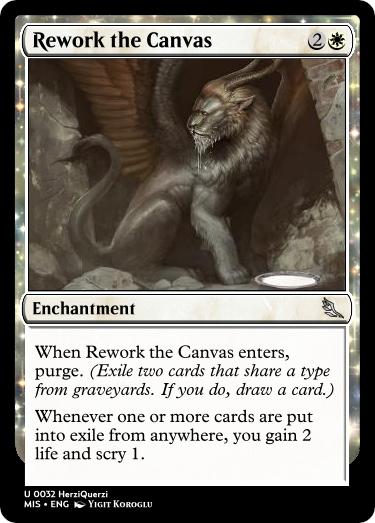 Rework the Canvas 2
Enchantment
When Rework the Canvas enters,
purge. (Exile two cards that share a type
from graveyards. If you do, draw a card.)
Whenever one or more cards are put
into exile from anywhere, you gain 2
life and scry 1.
U 0032 HerziQuerzi
MIS • ENG Yigit Koroglu